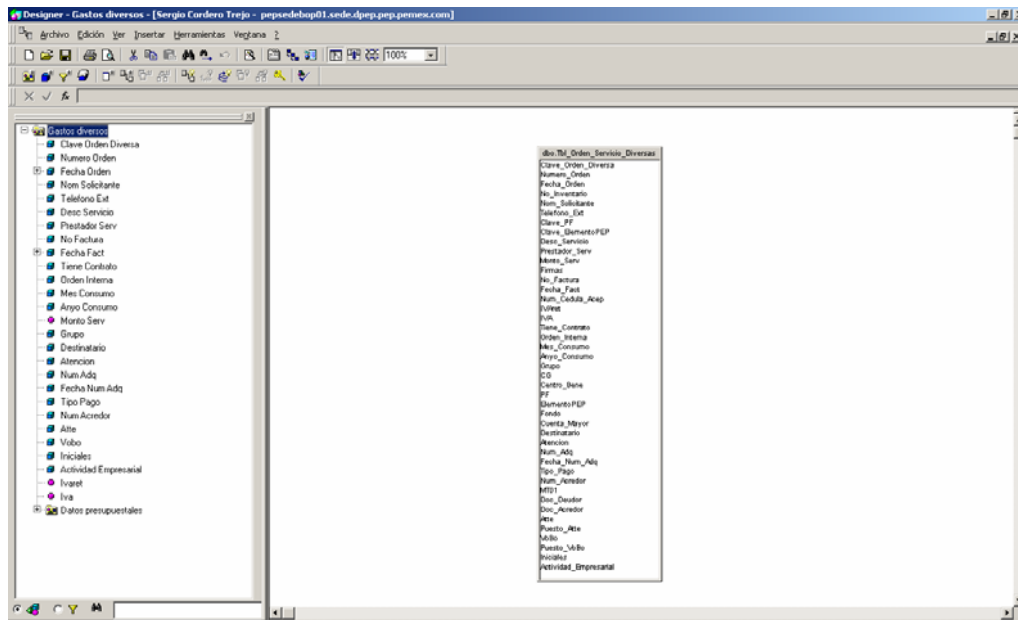 Designer - Gastos diversos - [Sergio Cordero Trejo - pepsedebop01.sede.dpep.pep.pemex.com]
Archivo Edición Ver Insertar Herramientas Ventana ?
100%
Gastos diversos
Clave Orden Diversa
Numero Orden
Fecha Orden
Nom Solicitante
Telefono Ext
Desc Servicio
Prestador Serv
No Factura
Fecha Fact
Tiene Contrato
Orden Interna
Mes Consumo
Anyo Consumo
Monto Serv
Grupo
Destinatario
Atencion
Num Adq
Fecha Num Adq
Tipo Pago
Num Acredor
Atte
Vobo
Iniciales
Actividad Empresarial
Ivaret
Iva
Datos presupuestales
dbo.Tbl_Orden_Servicio_Diversas
Clave_Orden_Diversa
Numero_Orden
Fecha_Orden
No_Inventario
Nom_Solicitante
Telefono_Ext
Clave_PF
Clave_ElementoPEP
Desc_Servicio
Prestador_Serv
Monto_Serv
Firmas
No_Factura
Fecha_Fact
Num_Cedula_Acep
IVAret
IVA
Tiene_Contrato
Orden_Interna
Mes_Consumo
Anyo_Consumo
Grupo
CG
Centro_Bene
PF
ElementoPEP
Fondo
Cuenta_Mayor
Destinatario
Atencion
Num_Adq
Fecha_Num_Adq
Tipo_Pago
Num_Acredor
MT01
Doc_Deudor
Doc_Acredor
Atte
Puesto_Atte
VoBo
Puesto_VoBo
Iniciales
Actividad_Empresarial